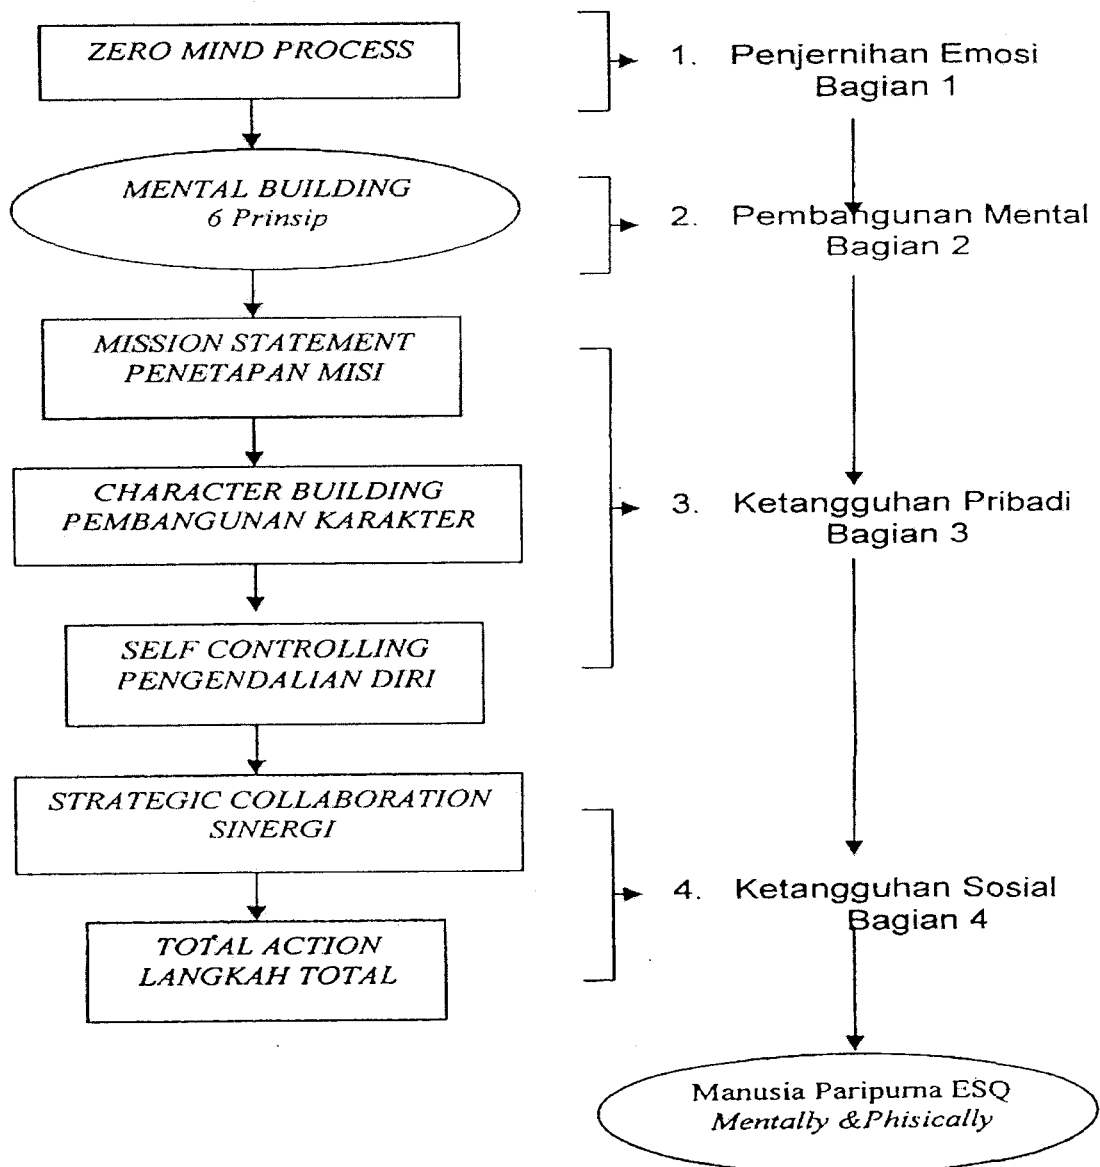 ZERO MIND PROCESS
1. Penjernihan Emosi
Bagian 1
MENTAL BUILDING
6 Prinsip
2. Pembangunan Mental
Bagian 2
MISSION STATEMENT
PENETAPAN MISI
CHARACTER BUILDING
PEMBANGUNAN KARAKTER
3. Ketangguhan Pribadi
Bagian 3
SELF CONTROLLING
PENGENDALIAN DIRI
STRATEGIC COLLABORATION
SINERGI
4. Ketangguhan Sosial
Bagian 4
TOTAL ACTION
LANGKAH TOTAL
Manusia Paripurna ESQ
Mentally &Phisically